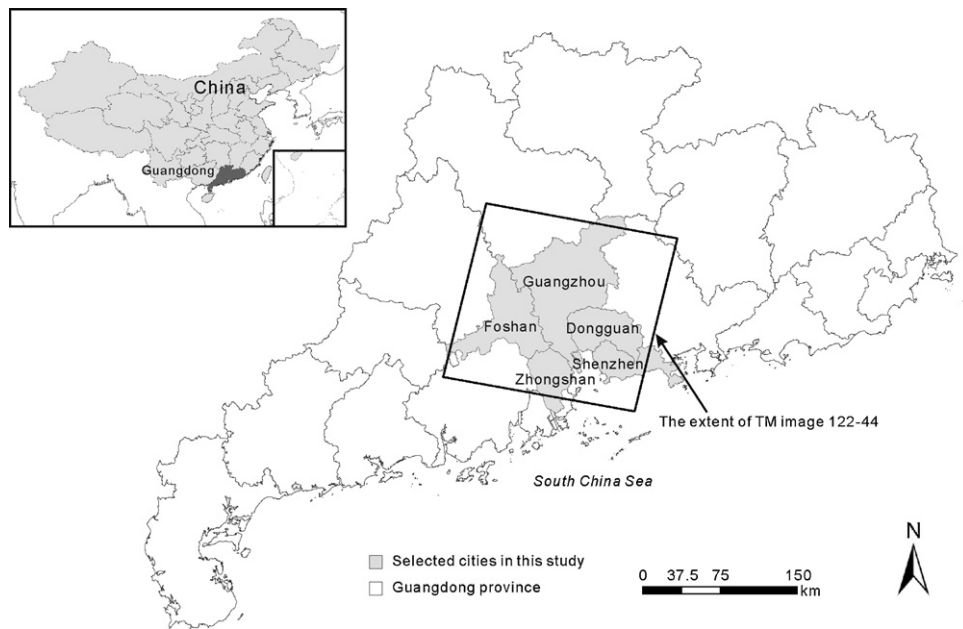 China
Guangdong
Guangzhou
Foshan
Dongguan
Shenzhen
Zhongshan
The extent of TM image 122-44
South China Sea
N
Selected cities in this study
Guangdong province
0 37.5 75 150
km